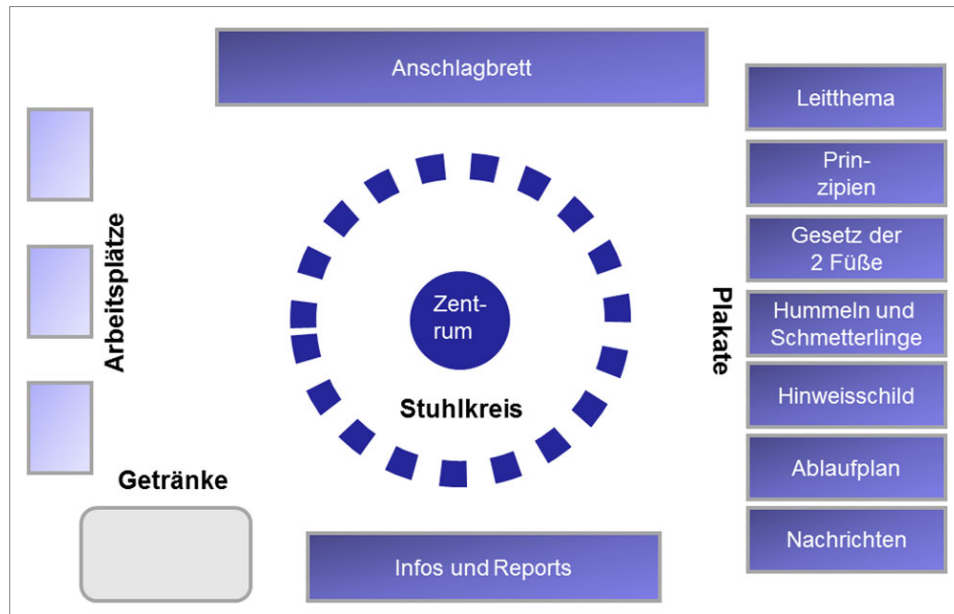 Anschlagbrett
Leitthema
Prin-
zipien
Gesetz der
2 Füße
Hummeln und
Schmetterlinge
Hinweisschild
Ablaufplan
Nachrichten
Plakate
Arbeitsplätze
Zent-
rum
Stuhlkreis
Getränke
Infos und Reports